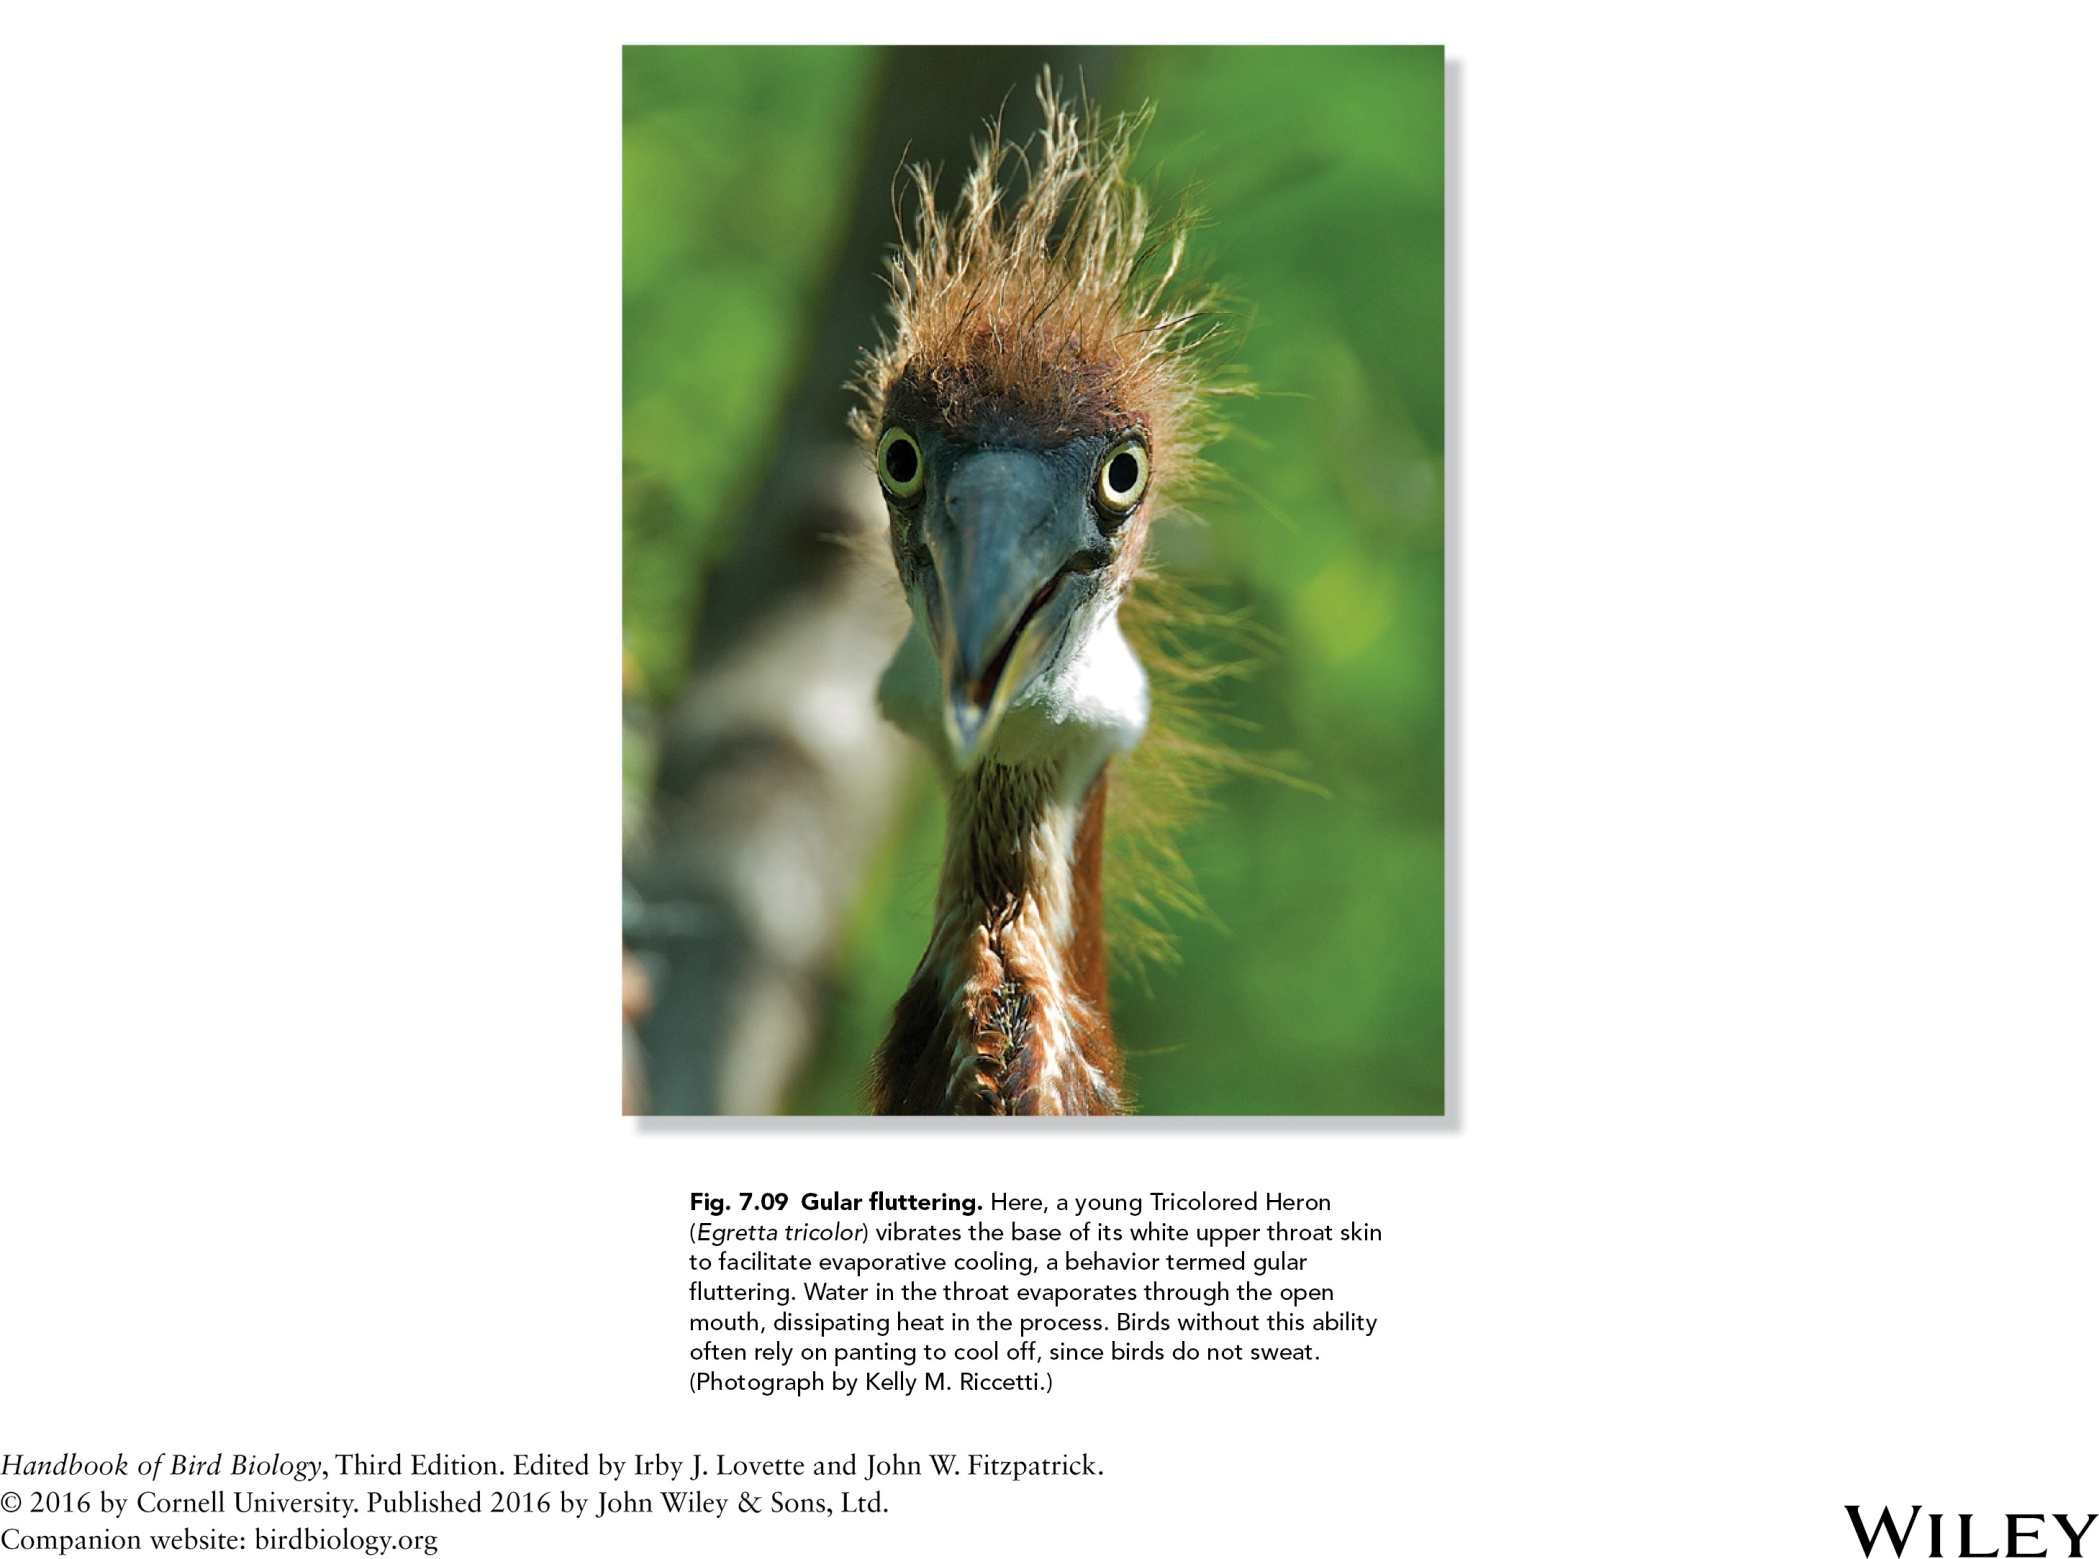 Fig. 7.09 Gular fluttering. Here, a young Tricolored Heron
(Egretta tricolor) vibrates the base of its white upper throat skin
to facilitate evaporative cooling, a behavior termed gular
fluttering. Water in the throat evaporates through the open
mouth, dissipating heat in the process. Birds without this ability
often rely on panting to cool off, since birds do not sweat.
(Photograph by Kelly M. Riccetti.)
Handbook of Bird Biology, Third Edition. Edited by Irby J. Lovette and John W. Fitzpatrick.
© 2016 by Cornell University. Published 2016 by John Wiley & Sons, Ltd.
Companion website: birdbiology.org
WILEY